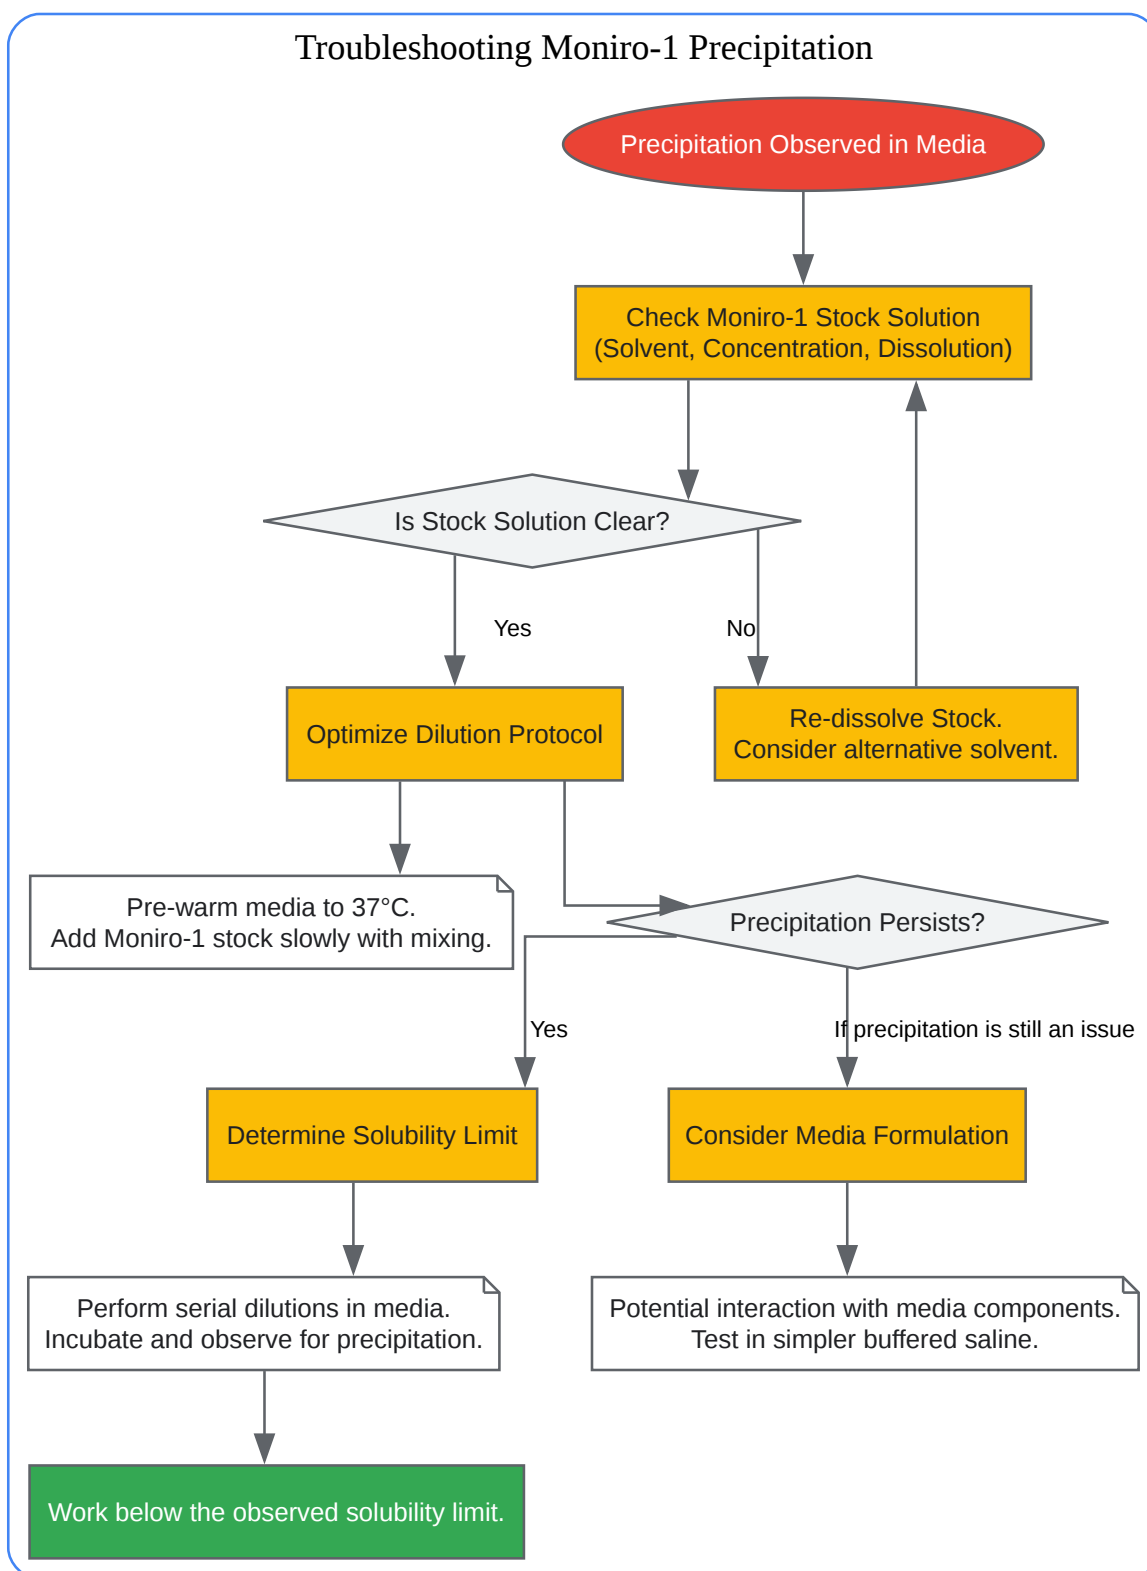 Troubleshooting Moniro-1 Precipitation
Precipitation Observed in Media
Check Moniro-1 Stock Solution
(Solvent, Concentration, Dissolution)
Is Stock Solution Clear?
Yes
No
Optimize Dilution Protocol
Re-dissolve Stock.
Consider alternative solvent.
Pre-warm media to 37°C.
Add Moniro-1 stock slowly with mixing.
Precipitation Persists?
Yes
If precipitation is still an issue
Determine Solubility Limit
Consider Media Formulation
Perform serial dilutions in media.
Incubate and observe for precipitation.
Potential interaction with media components.
Test in simpler buffered saline.
Work below the observed solubility limit.